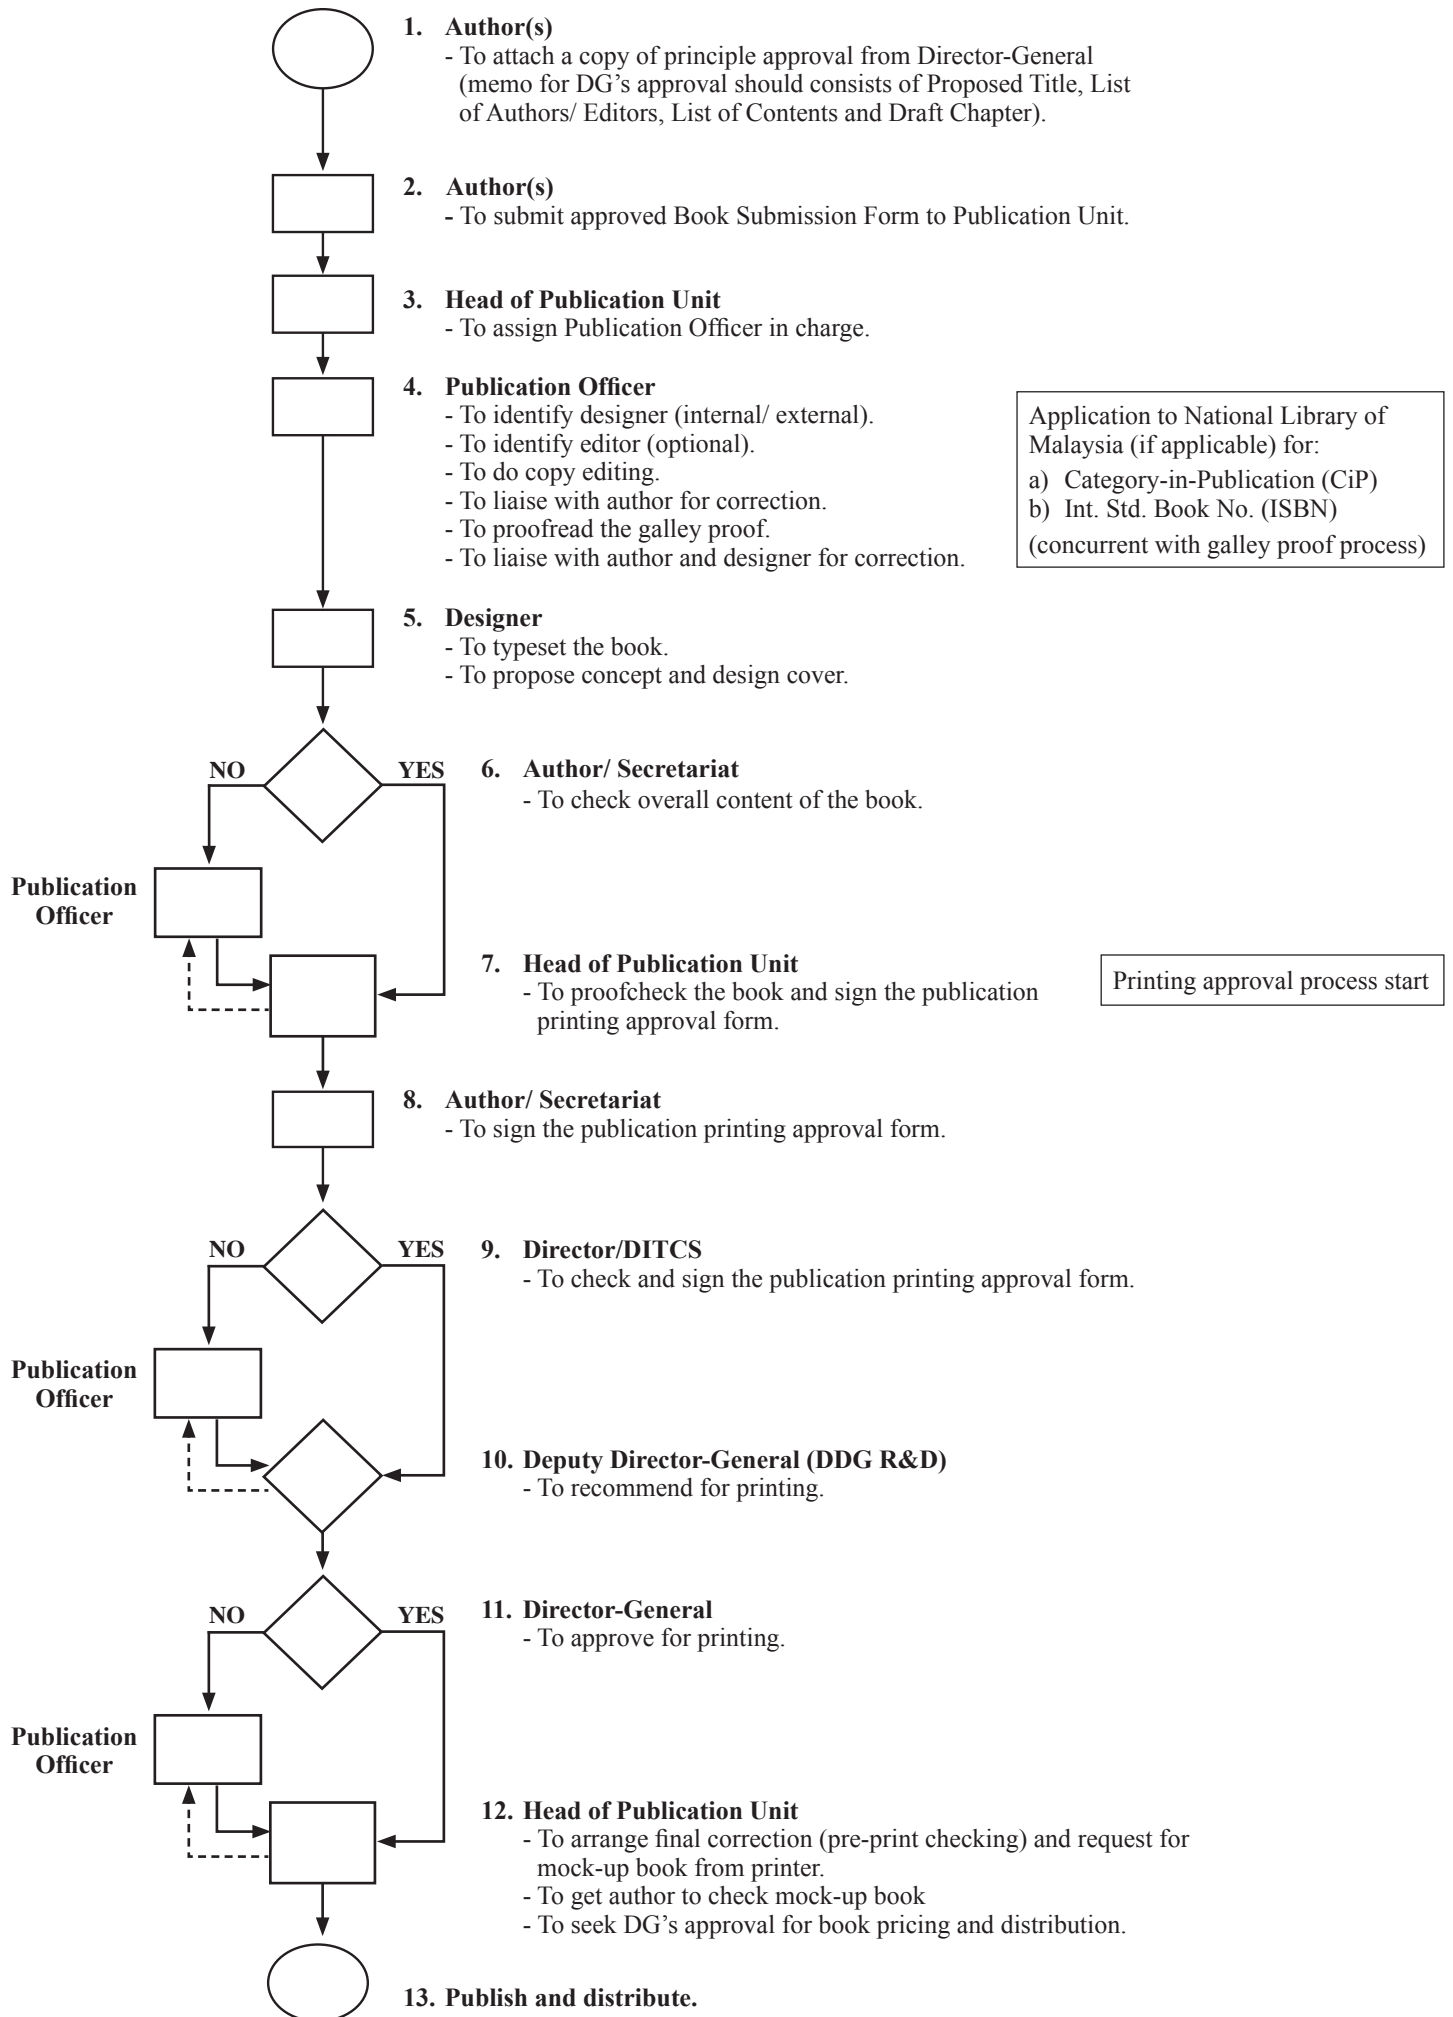 1. Author(s)
- To attach a copy of principle approval from Director-General
(memo for DG’s approval should consists of Proposed Title, List
of Authors/ Editors, List of Contents and Draft Chapter).
2. Author(s)
- To submit approved Book Submission Form to Publication Unit.
3. Head of Publication Unit
- To assign Publication Officer in charge.
4. Publication Officer
- To identify designer (internal/ external).
- To identify editor (optional).
- To do copy editing.
- To liaise with author for correction.
- To proofread the galley proof.
- To liaise with author and designer for correction.
Application to National Library of
Malaysia (if applicable) for:
a) Category-in-Publication (CiP)
b) Int. Std. Book No. (ISBN)
(concurrent with galley proof process)
5. Designer
- To typeset the book.
- To propose concept and design cover.
NO
YES
6. Author/ Secretariat
- To check overall content of the book.
Publication
Officer
7. Head of Publication Unit
- To proofcheck the book and sign the publication
printing approval form.
Printing approval process start
8. Author/ Secretariat
- To sign the publication printing approval form.
NO
YES
9. Director/DITCS
- To check and sign the publication printing approval form.
Publication
Officer
10. Deputy Director-General (DDG R&D)
- To recommend for printing.
NO
YES
11. Director-General
- To approve for printing.
Publication
Officer
12. Head of Publication Unit
- To arrange final correction (pre-print checking) and request for
mock-up book from printer.
- To get author to check mock-up book
- To seek DG’s approval for book pricing and distribution.
13. Publish and distribute.